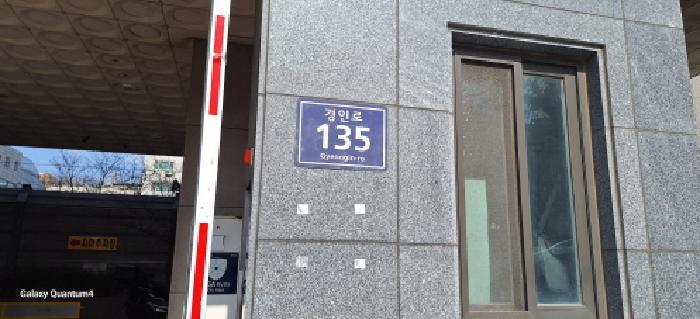 경인로
135
Gyeongin-ro
Galaxy Quantum4